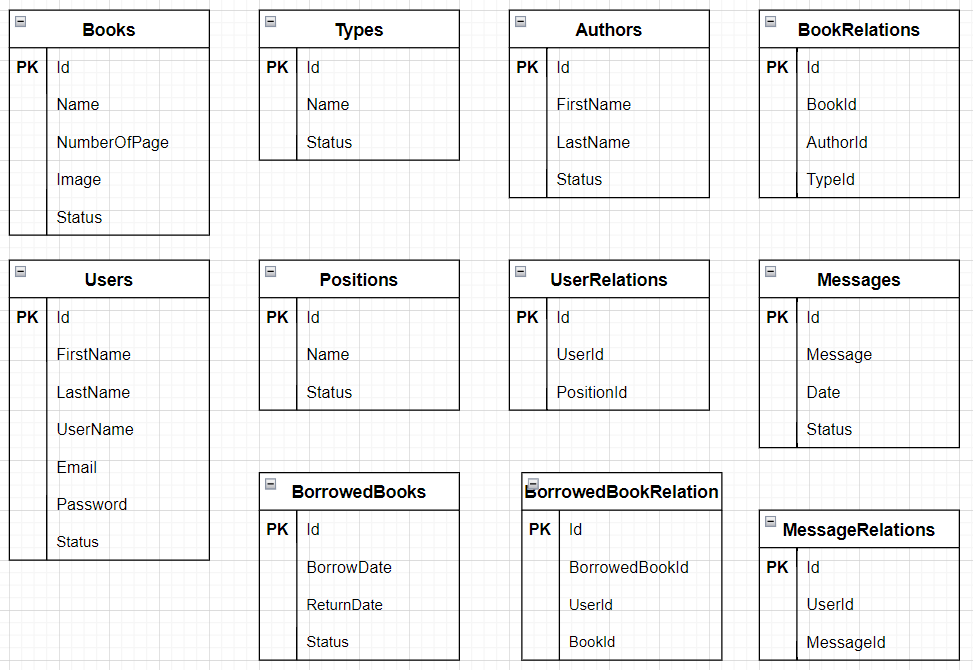 Books
PK Id
Name
NumberOfPage
Image
Status
Types
PK Id
Name
Status
Authors
PK Id
FirstName
LastName
Status
BookRelations
PK Id
BookId
AuthorId
TypeId
Users
PK Id
FirstName
LastName
UserName
Email
Password
Status
Positions
PK Id
Name
Status
UserRelations
PK Id
UserId
PositionId
Messages
PK Id
Message
Date
Status
BorrowedBooks
PK Id
BorrowDate
ReturnDate
Status
BorrowedBookRelation
PK Id
BorrowedBookId
UserId
BookId
MessageRelations
PK Id
UserId
MessageId